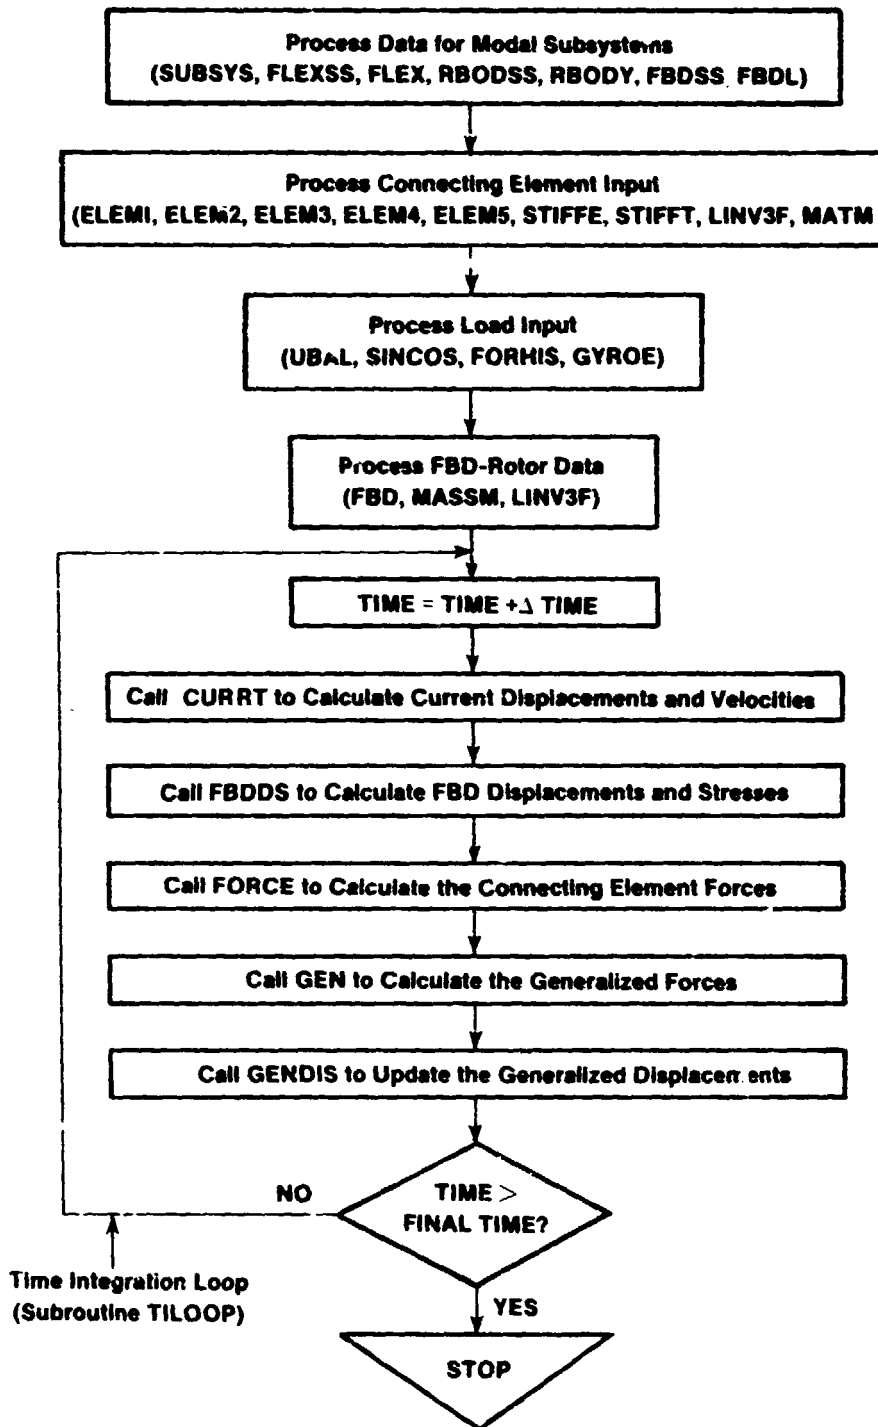 Process Data for Modal Subsystems
(SUBSYS, FLEXSS, FLEX, RBODSS, RBODY, FBDSS, FBDL)
Process Connecting Element Input
(ELEM1, ELEM2, ELEM3, ELEM4, ELEM5, STIFFE, STIFFT, LINV3F, MATM
Process Load Input
(UBAL, SINCOS, FORHIS, GYROE)
Process FBD-Rotor Data
(FBD, MASSM, LINV3F)
TIME = TIME + Δ TIME
Call CURRT to Calculate Current Displacements and Velocities
Call FBDDS to Calculate FBD Displacements and Stresses
Call FORCE to Calculate the Connecting Element Forces
Call GEN to Calculate the Generalized Forces
Call GENDIS to Update the Generalized Displacements
NO
TIME >
FINAL TIME?
Time Integration Loop
(Subroutine TILOOP)
YES
STOP